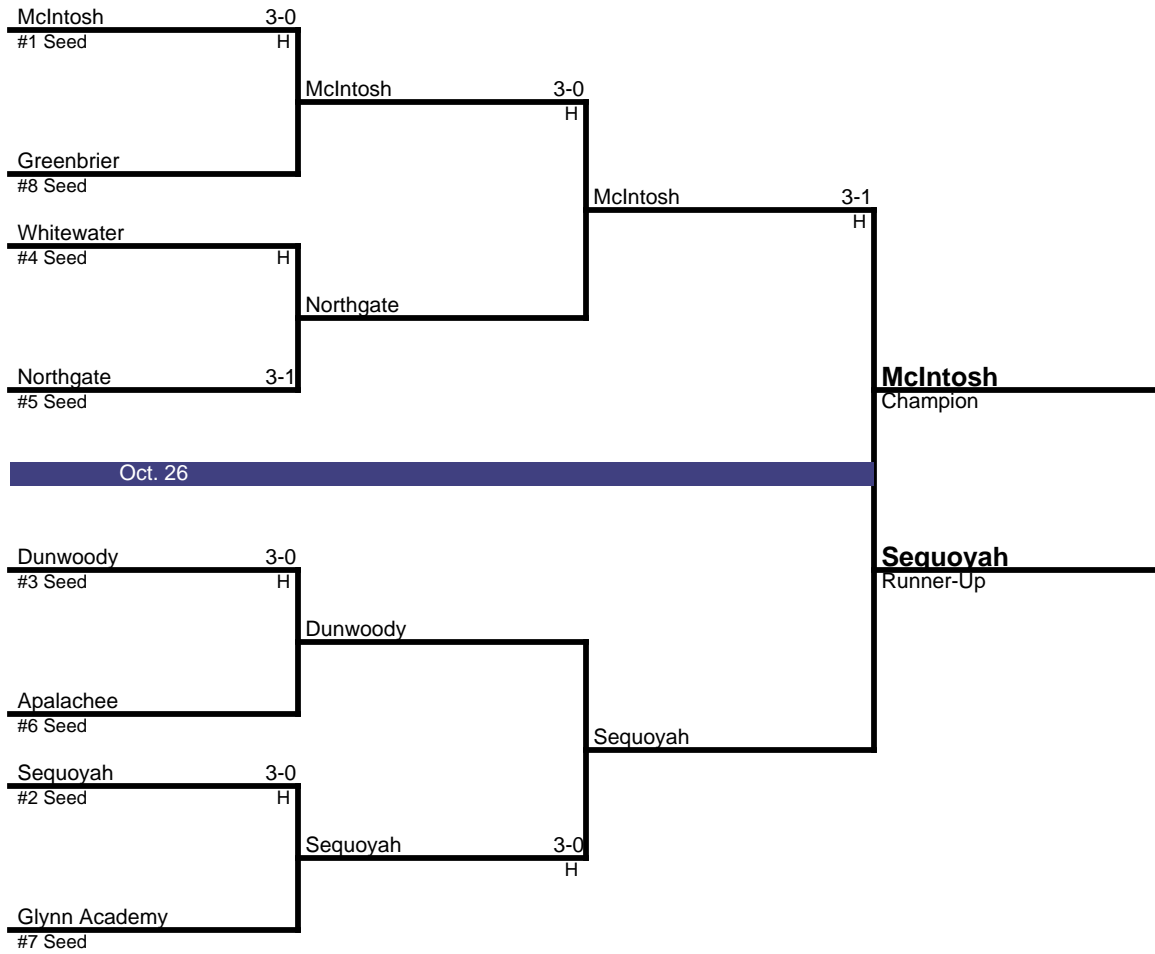 McIntosh 3-0
#1 Seed H
McIntosh 3-0
H
Greenbrier
#8 Seed
McIntosh 3-1
H
Whitewater
#4 Seed H
Northgate
Northgate 3-1
#5 Seed
McIntosh
Champion
Oct. 26
Dunwoody 3-0
#3 Seed H
Sequoyah
Runner-Up
Dunwoody
Apalachee
#6 Seed
Sequoyah
Sequoyah 3-0
#2 Seed H
Sequoyah 3-0
H
Glynn Academy
#7 Seed